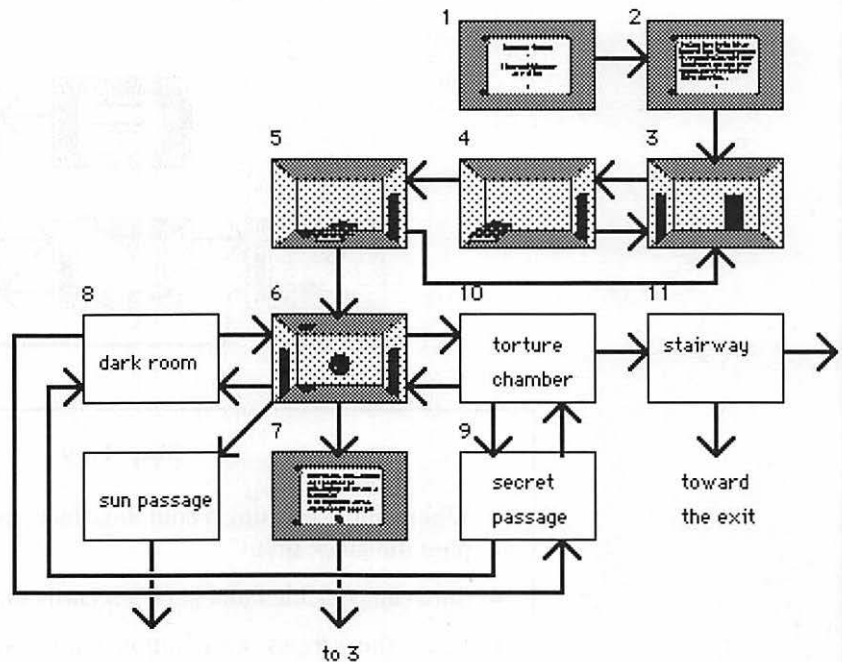 1
2
3
4
5
6
7
8
9
10
11
dark room
torture
chamber
stairway
sun passage
secret
passage
toward
the exit
to 3